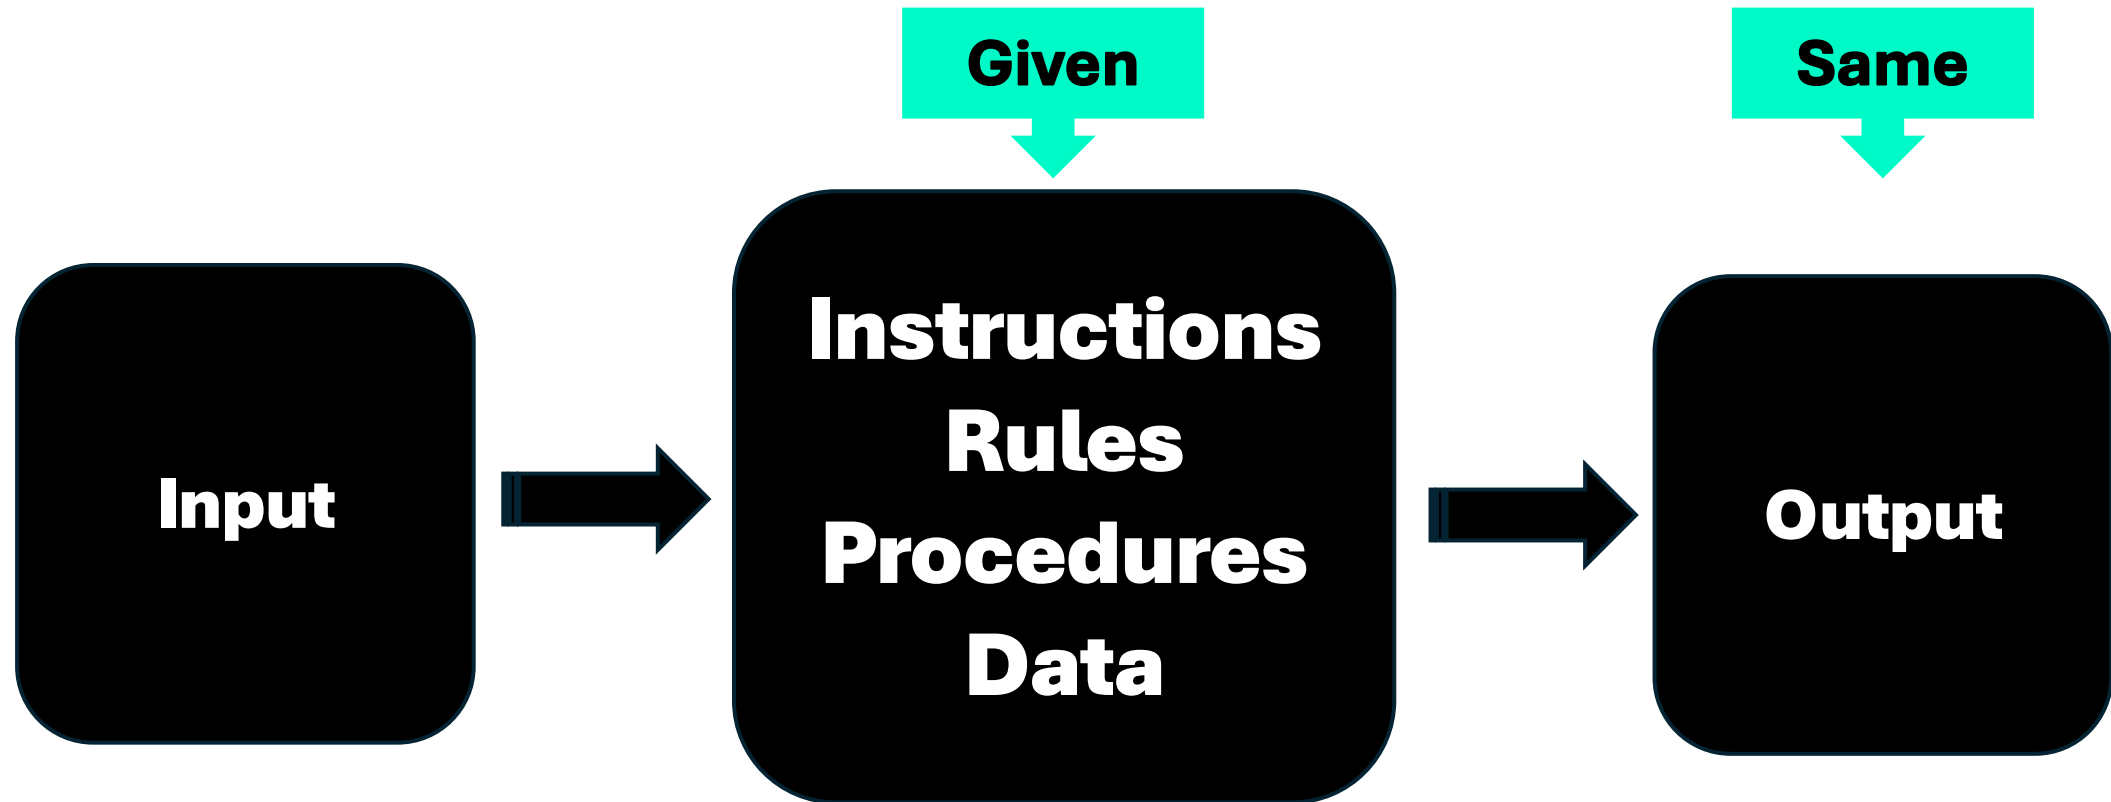 Given
Same
Input
Instructions
Rules
Procedures
Data
Output